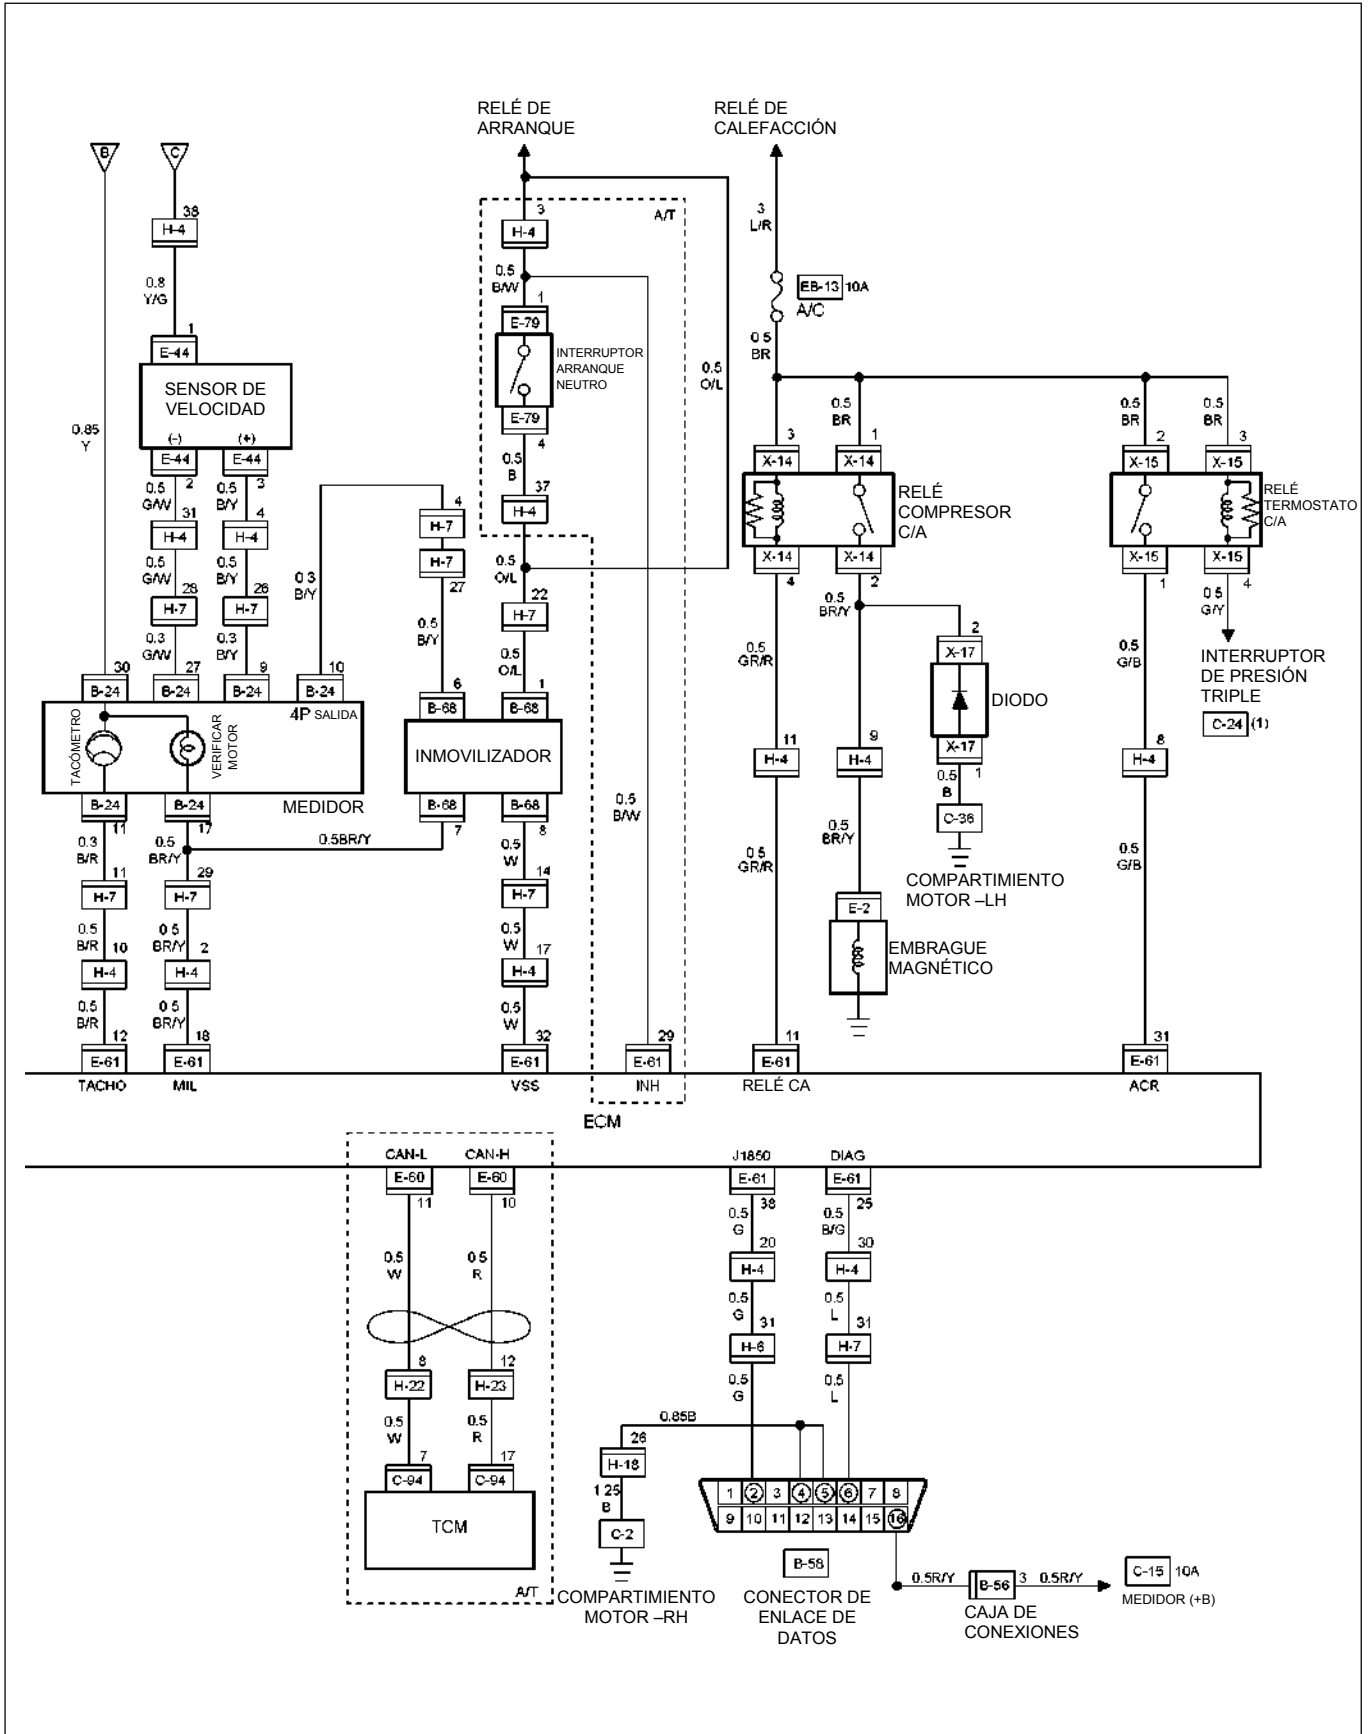 RELÉ DE
ARRANQUE
RELÉ DE
CALEFACCIÓN
B
C
38
H-4
3
H-4
A/T
3
L/R
0.8
Y/G
0.5
B/W
EB-13 10A
A/C
1
E-44
1
E-79
0.5
BR
SENSOR DE
VELOCIDAD
(-) (+)
INTERRUPTOR
ARRANQUE
NEUTRO
0.5
O/L
0.85
Y
E-44 E-44
2 3
E-79
4
0.5
BR
0.5
BR
0.5
BR
3 1 2 3
X-14 X-14 X-15 X-15
0.5
G/W
0.5
B/Y
0.5
B
31 4
H-4 H-4
4
H-7
37
H-4
RELÉ
COMPRESOR
C/A
RELÉ
TERMOSTATO
C/A
0.5
G/W
0.5
B/Y
0.3
B/Y
H-7
27
0.5
O/L
X-14 X-14 X-15 X-15
4 2 1 4
28 26
H-7 H-7
22
H-7
0.5
BR/Y
0.5
G/Y
0.3
G/W
0.3
B/Y
0.5
B/Y
0.5
O/L
0.5
GR/R
2
X-17
0.5
G/B
INTERRUPTOR
DE PRESIÓN
TRIPLE
C-24 (1)
30 27 9 10
B-24 B-24 B-24 B-24
6 1
B-68 B-68
DIODO
4P SALIDA
TACÓMETRO
VERIFICAR
MOTOR
INMOVILIZADOR
MEDIDOR
X-17
1
11
H-4
9
H-4
8
H-4
B-24 B-24
11 17
B-68 B-68
7 8
0.5
B
C-36
0.5
B/W
0.3
B/R
0.5
BR/Y
0.5BR/Y
0.5
W
0.5
GR/R
0.5
BR/Y
0.5
G/B
11 29
H-7 H-7
14
H-7
COMPARTIMIENTO
MOTOR –LH
E-2
EMBRAGUE
MAGNÉTICO
0.5
B/R
0.5
BR/Y
0.5
W
10 2
H-4 H-4
17
H-4
0.5
B/R
0.5
BR/Y
0.5
W
12 18 32 29 11 31
E-61 E-61 E-61 E-61 E-61 E-61
TACHO MIL VSS INH RELÉ CA ACR
ECM
CAN-L CAN-H J1850 DIAG
E-60 E-60 E-61 E-61
11 10 38 25
0.5
W
0.5
R
0.5
G
0.5
B/G
20 30
H-4 H-4
0.5
G
0.5
L
31 31
H-6 H-7
8 12
H-22 H-23
0.5
G
0.5
L
0.5
W
0.5
R
0.85B
26
H-18
7 17
C-94 C-94
1.25
B
C-2
TCM
A/T
1 2 3 4 5 6 7 8
9 10 11 12 13 14 15 16
B-58
COMPARTIMIENTO
MOTOR –RH
CONECTOR DE
ENLACE DE
DATOS
0.5R/Y B-56 3 0.5R/Y
CAJA DE
CONEXIONES
C-15 10A
MEDIDOR (+B)